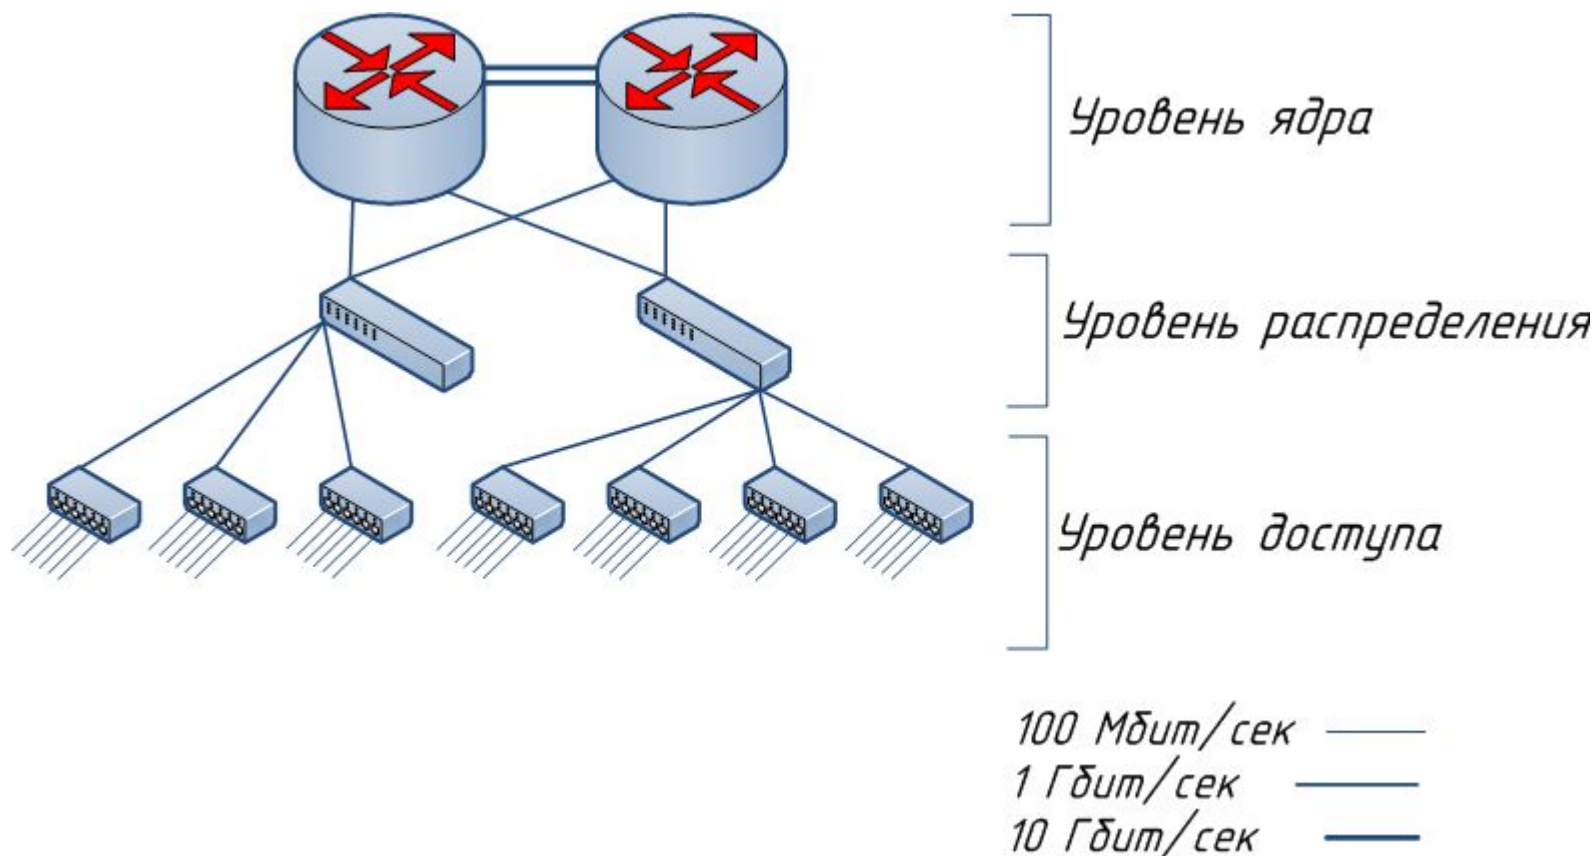 Уровень ядра
Уровень распределения
Уровень доступа
100 Мбит/сек
1 Гбит/сек
10 Гбит/сек